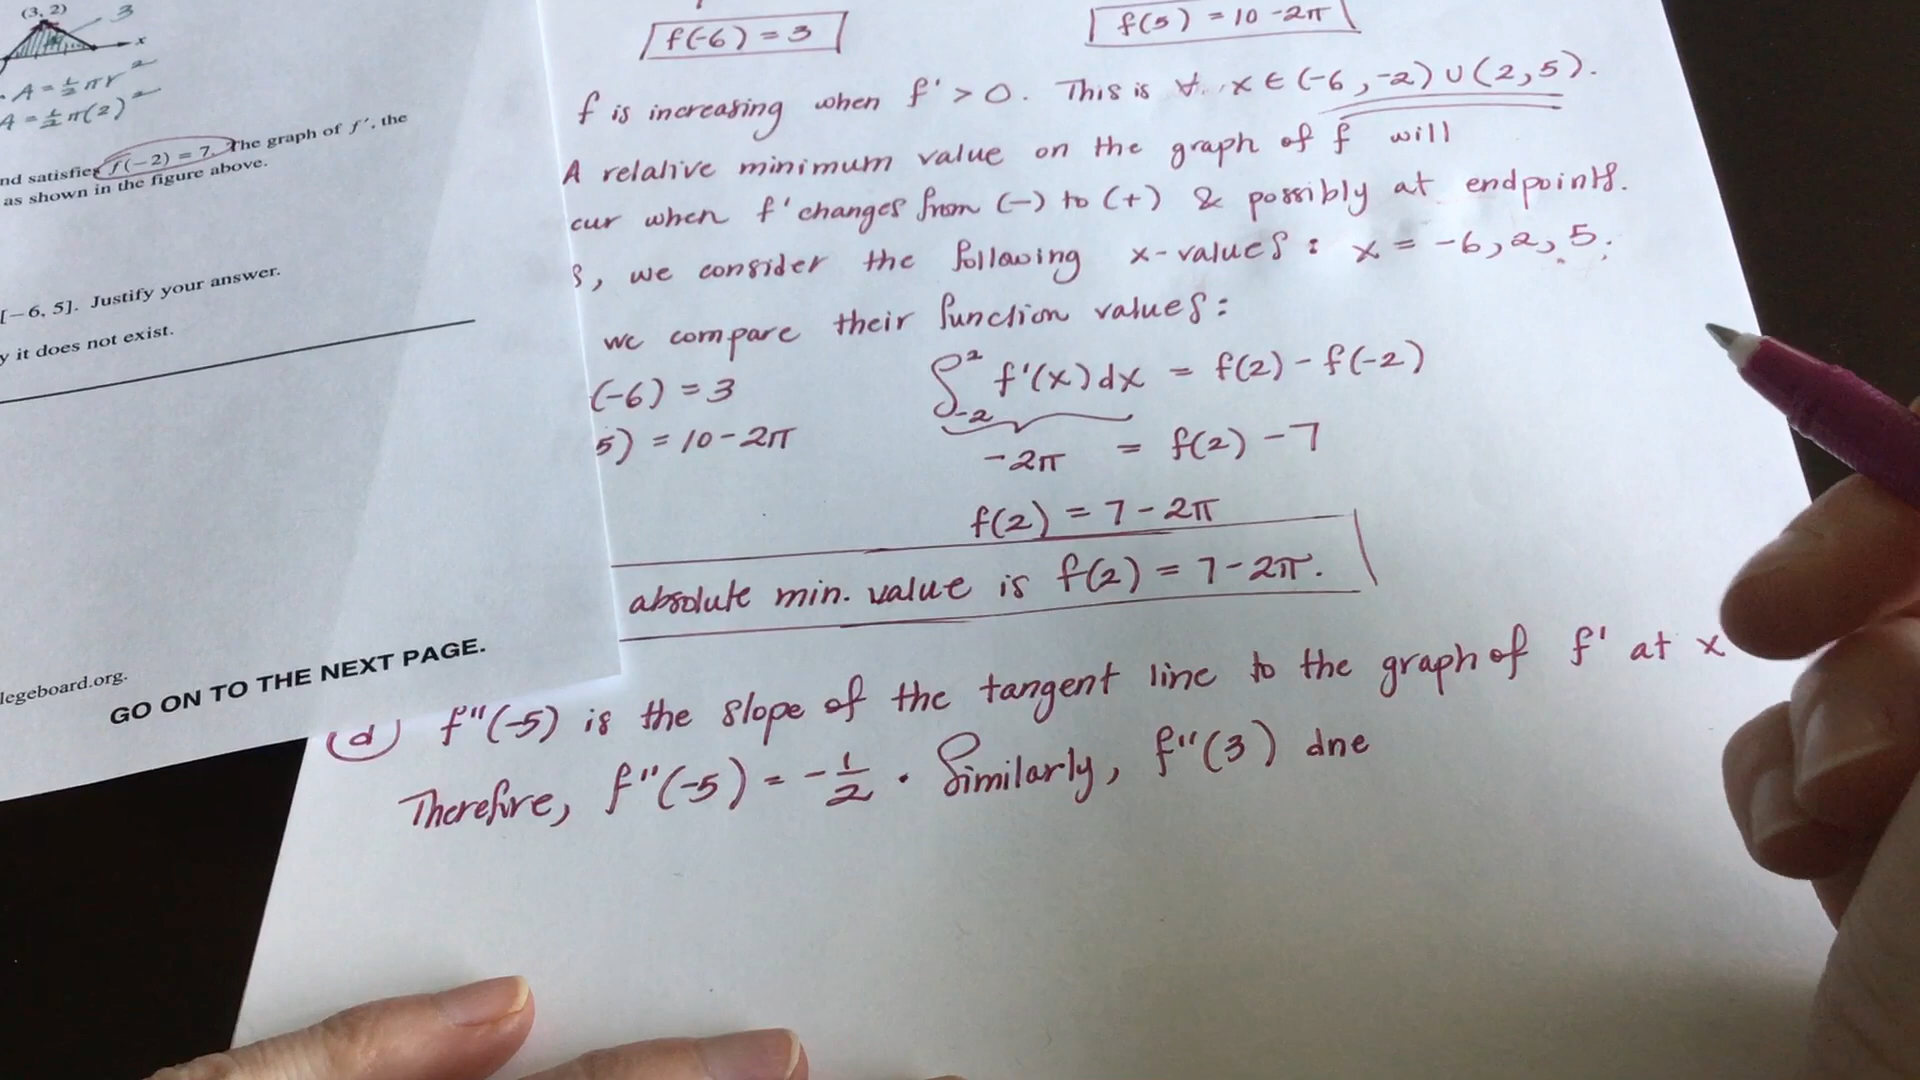 (3, 2)
3
x
A = 1/2 πr²
A = 1/2 π(2)²
nd satisfies f(−2) = 7. The graph of f′, the
as shown in the figure above.
[−6, 5]. Justify your answer.
y it does not exist.
legeboard.org.
GO ON TO THE NEXT PAGE.
f(-6) = 3
f(5) = 10 - 2π
f is increasing when f' > 0. This is ∀ x ∈ (-6, -2) ∪ (2, 5).
A relative minimum value on the graph of f will
cur when f' changes from (-) to (+) & possibly at endpoints.
s, we consider the following x-values: x = -6, 2, 5.
we compare their function values:
(-6) = 3
5) = 10 - 2π
∫₋₂² f'(x)dx = f(2) - f(-2)
-2π = f(2) - 7
f(2) = 7 - 2π
absolute min. value is f(2) = 7 - 2π.
(d) f''(-5) is the slope of the tangent line to the graph of f' at x
Therefore, f''(-5) = -1/2 . Similarly, f''(3) dne